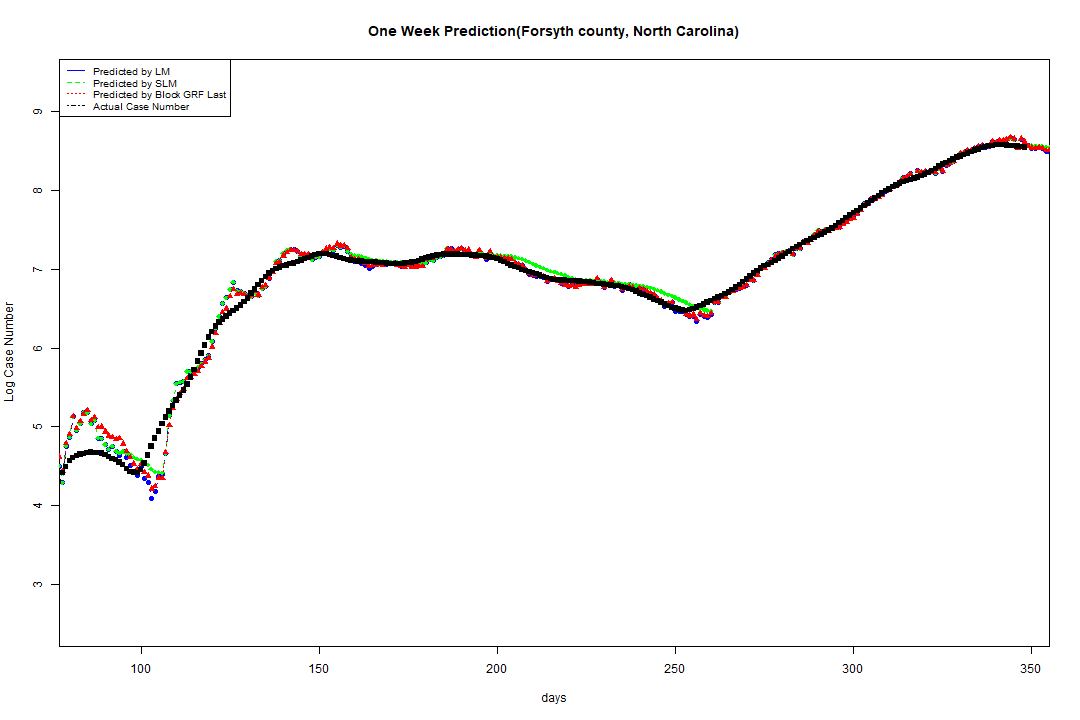 One Week Prediction(Forsyth county, North Carolina)
Predicted by LM
Predicted by SLM
Predicted by Block GRF Last
Actual Case Number
9
8
7
6
5
4
3
Log Case Number
100 150 200 250 300 350
days